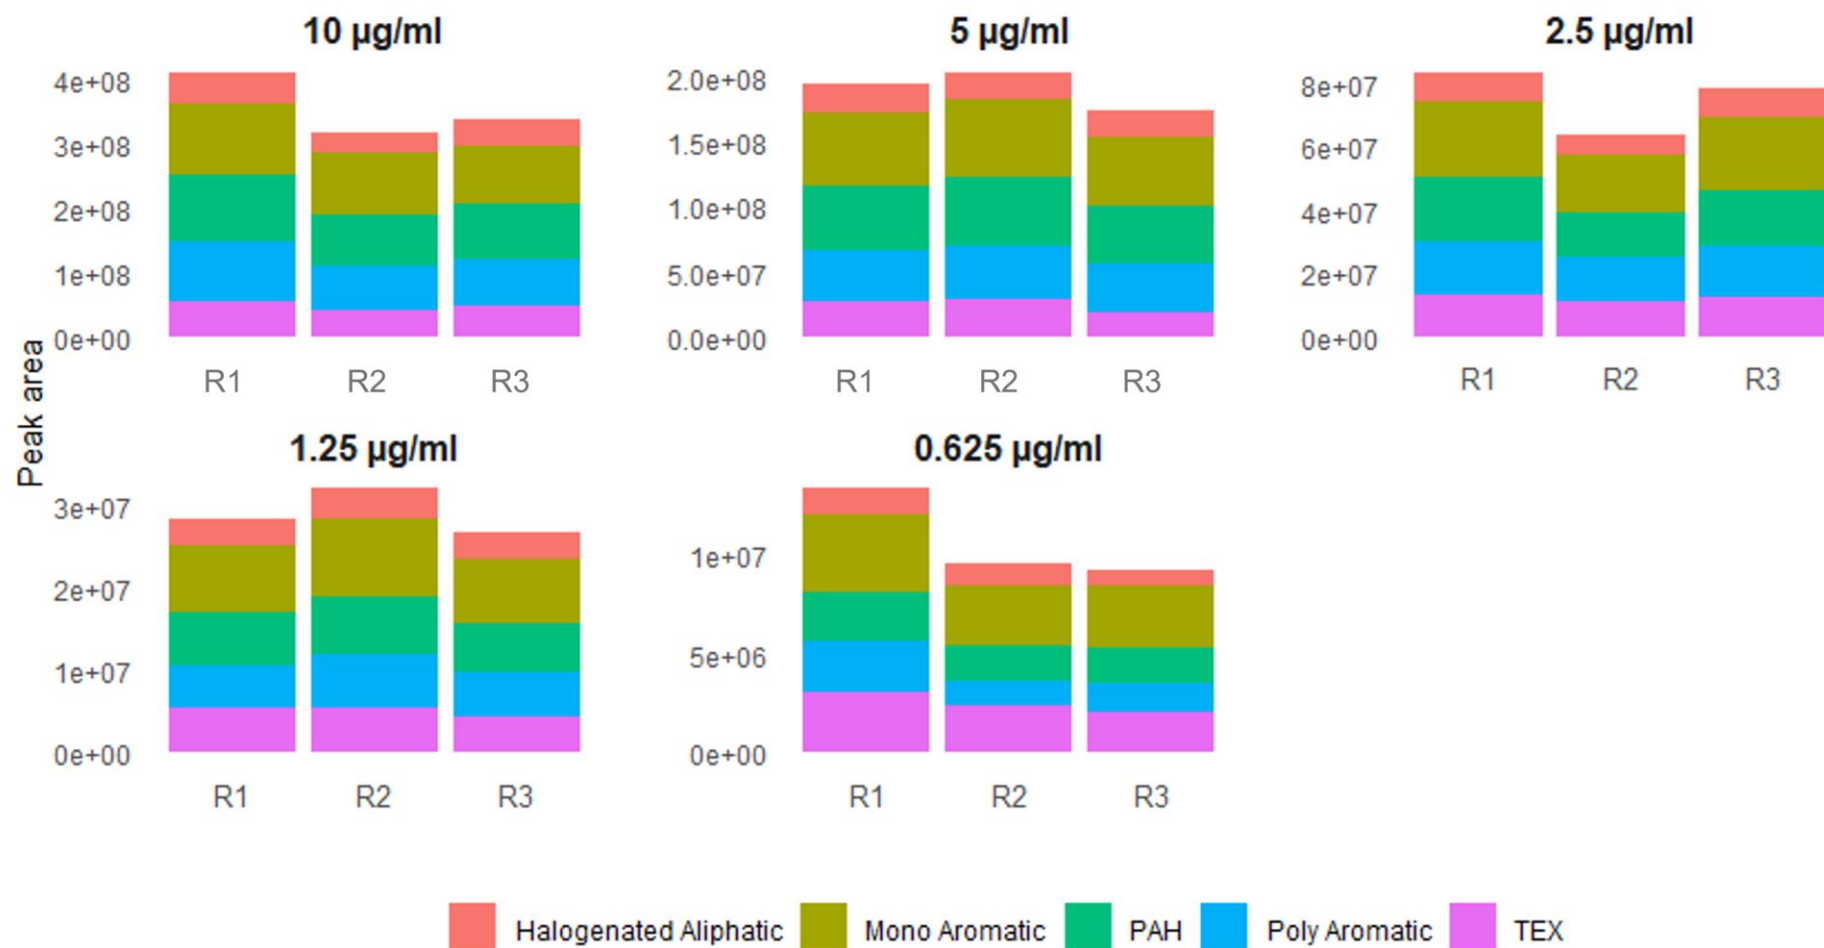 10 µg/ml
4e+08
3e+08
2e+08
1e+08
0e+00
R1 R2 R3
5 µg/ml
2.0e+08
1.5e+08
1.0e+08
5.0e+07
0.0e+00
R1 R2 R3
2.5 µg/ml
8e+07
6e+07
4e+07
2e+07
0e+00
R1 R2 R3
Peak area
1.25 µg/ml
3e+07
2e+07
1e+07
0e+00
R1 R2 R3
0.625 µg/ml
1e+07
5e+06
0e+00
R1 R2 R3
Halogenated Aliphatic Mono Aromatic PAH Poly Aromatic TEX